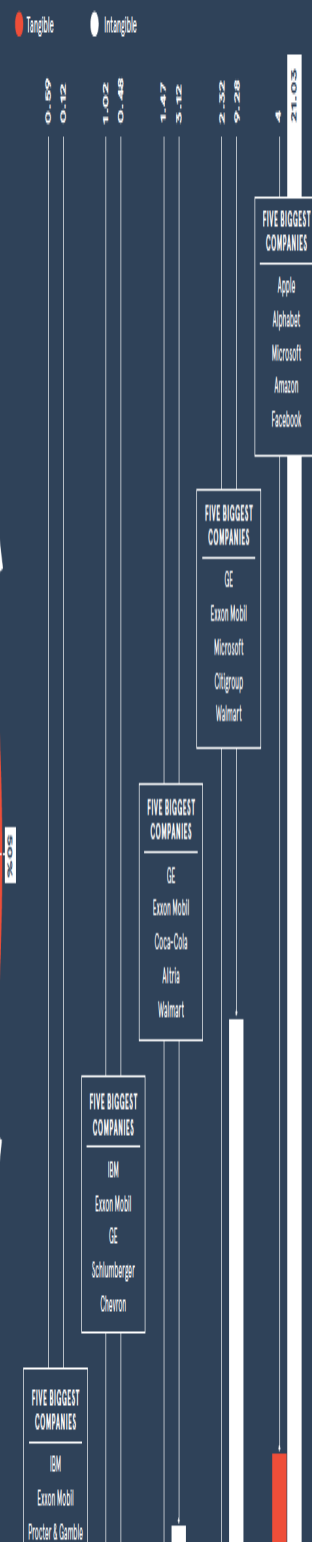 Tangible
Intangible
0.59
0.12
1.02
0.48
1.47
3.12
2.32
9.28
4
21.03
FIVE BIGGEST
COMPANIES
Apple
Alphabet
Microsoft
Amazon
Facebook
FIVE BIGGEST
COMPANIES
GE
Exxon Mobil
Microsoft
Citigroup
Walmart
FIVE BIGGEST
COMPANIES
GE
Exxon Mobil
Coca-Cola
Altria
Walmart
50%
FIVE BIGGEST
COMPANIES
IBM
Exxon Mobil
GE
Schlumberger
Chevron
FIVE BIGGEST
COMPANIES
IBM
Exxon Mobil
Procter & Gamble